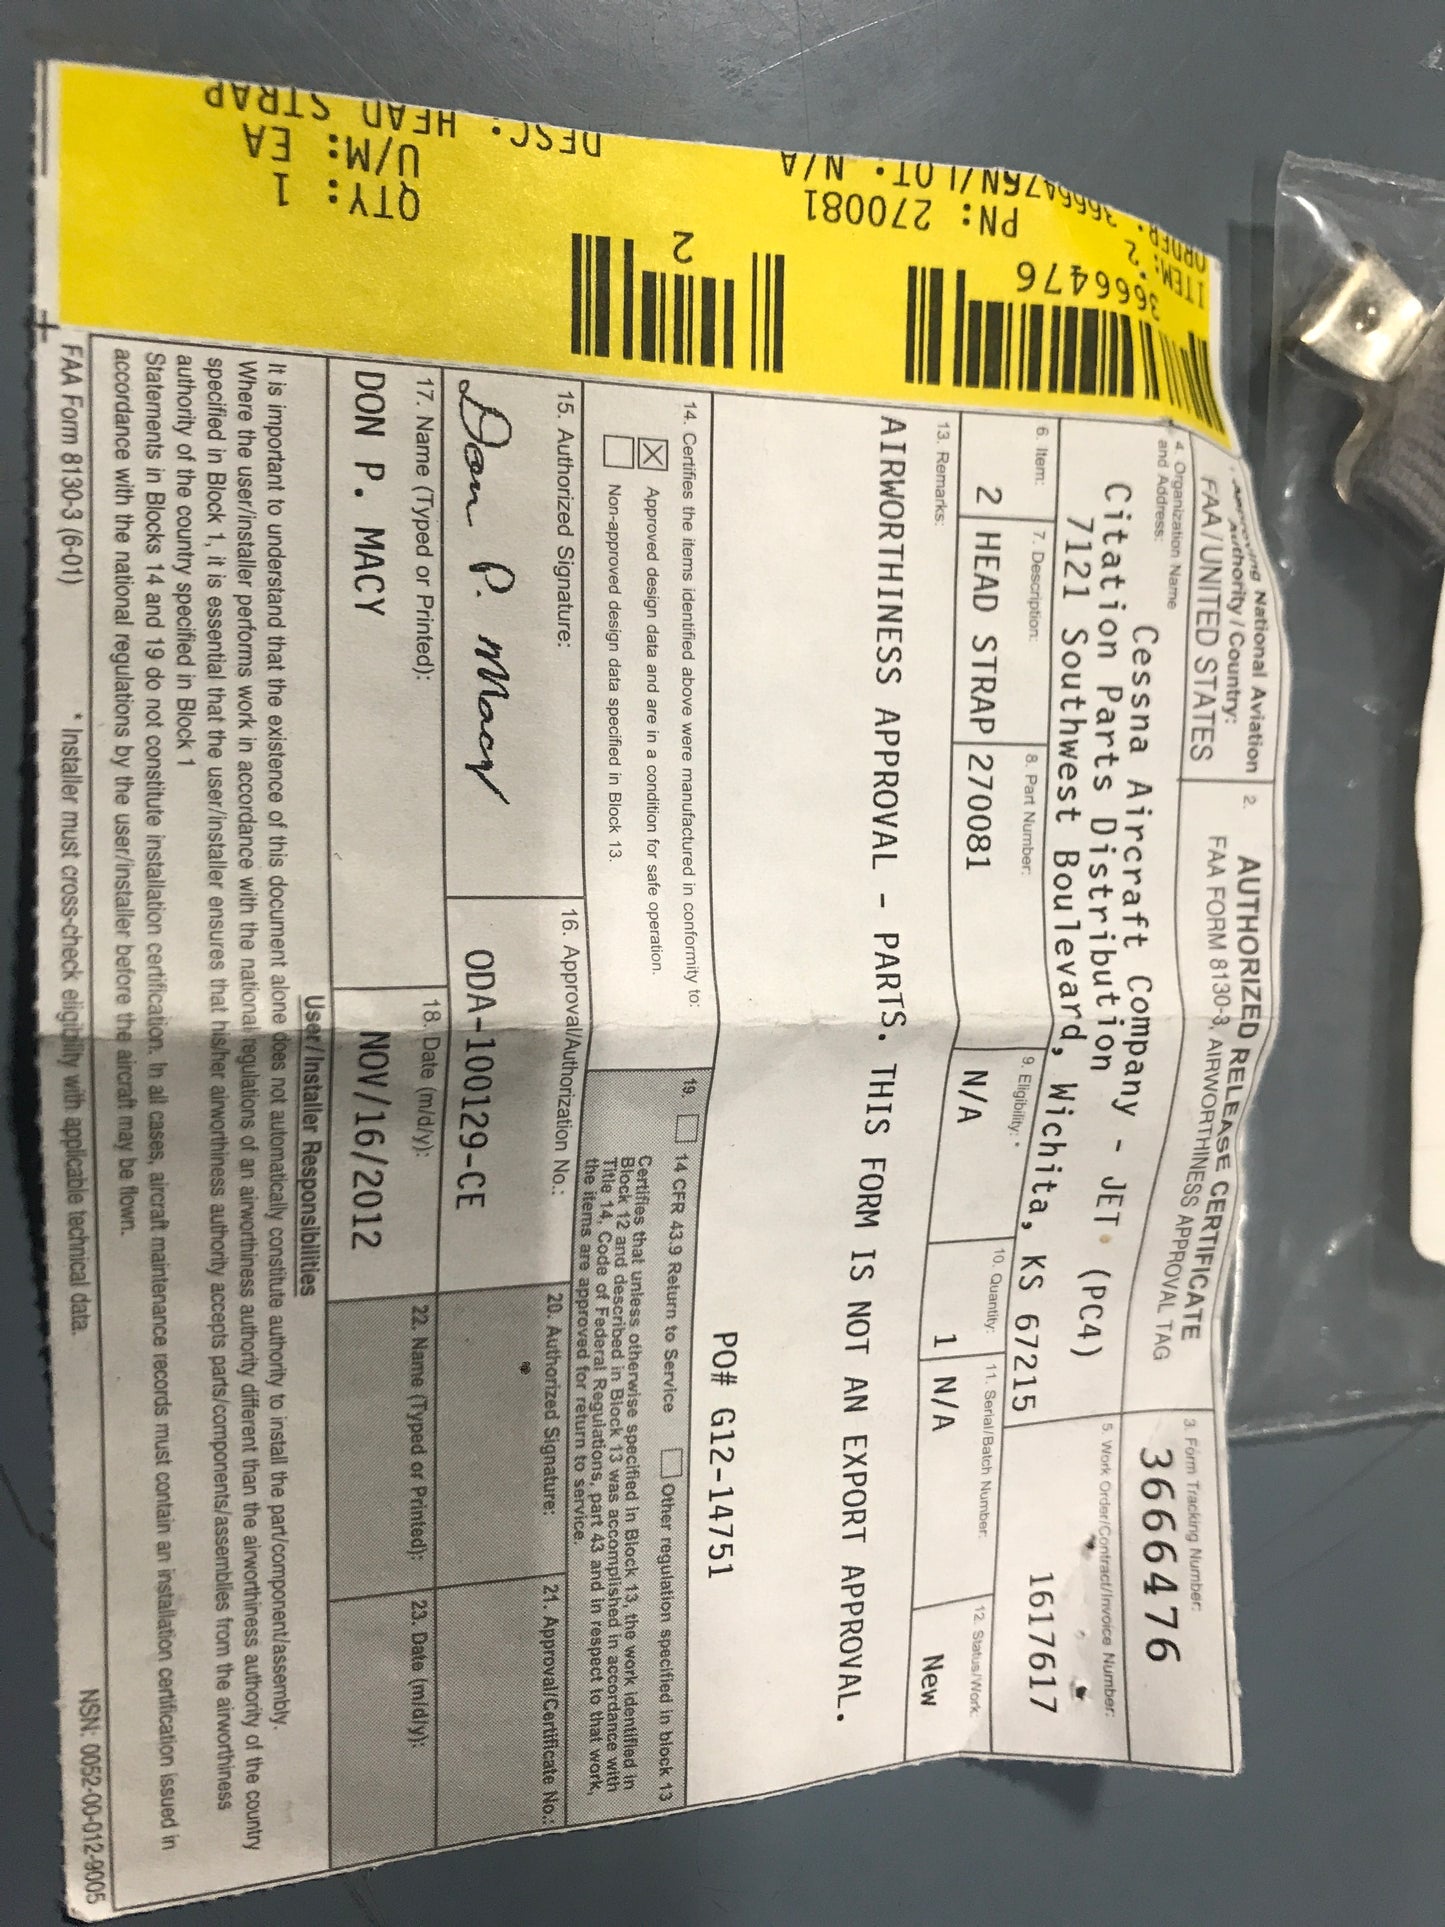 Approving National Aviation
Authority / Country:
FAA/UNITED STATES
2.
AUTHORIZED RELEASE CERTIFICATE
FAA FORM 8130-3, AIRWORTHINESS APPROVAL TAG
3. Form Tracking Number:
3666476
4. Organization Name
and Address:
Cessna Aircraft Company - JET (PC4)
Citation Parts Distribution
7121 Southwest Boulevard, Wichita, KS 67215
5. Work Order/Contract/Invoice Number:
1617617
6. Item:
7. Description:
8. Part Number:
9. Eligibility: *
10. Quantity:
11. Serial/Batch Number:
12. Status/Work:
2
HEAD STRAP
270081
N/A
1
N/A
New
13. Remarks:
AIRWORTHINESS APPROVAL - PARTS. THIS FORM IS NOT AN EXPORT APPROVAL.
PO# G12-14751
14. Certifies the items identified above were manufactured in conformity to:
Approved design data and are in a condition for safe operation.
Non-approved design data specified in Block 13.
19.
14 CFR 43.9 Return to Service
Other regulation specified in block 13
Certifies that unless otherwise specified in Block 13, the work identified in
Block 12 and described in Block 13 was accomplished in accordance with
Title 14, Code of Federal Regulations, part 43 and in respect to that work,
the items are approved for return to service.
15. Authorized Signature:
Don P. Macy
16. Approval/Authorization No.:
ODA-100129-CE
20. Authorized Signature:
21. Approval/Certificate No.:
17. Name (Typed or Printed):
DON P. MACY
18. Date (m/d/y):
NOV/16/2012
22. Name (Typed or Printed):
23. Date (m/d/y):
User/Installer Responsibilities
It is important to understand that the existence of this document alone does not automatically constitute authority to install the part/component/assembly.
Where the user/installer performs work in accordance with the national regulations of an airworthiness authority different than the airworthiness authority of the country
specified in Block 1, it is essential that the user/installer ensures that his/her airworthiness authority accepts parts/components/assemblies from the airworthiness
authority of the country specified in Block 1
Statements in Blocks 14 and 19 do not constitute installation certification. In all cases, aircraft maintenance records must contain an installation certification issued in
accordance with the national regulations by the user/installer before the aircraft may be flown.
FAA Form 8130-3 (6-01)
* Installer must cross-check eligibility with applicable technical data.
NSN: 0052-00-012-9005
3666476
2
ORDER: 3666476
ITEM: 2
PN: 270081
SN/LOT: N/A
QTY: 1
U/M: EA
DESC: HEAD STRAP